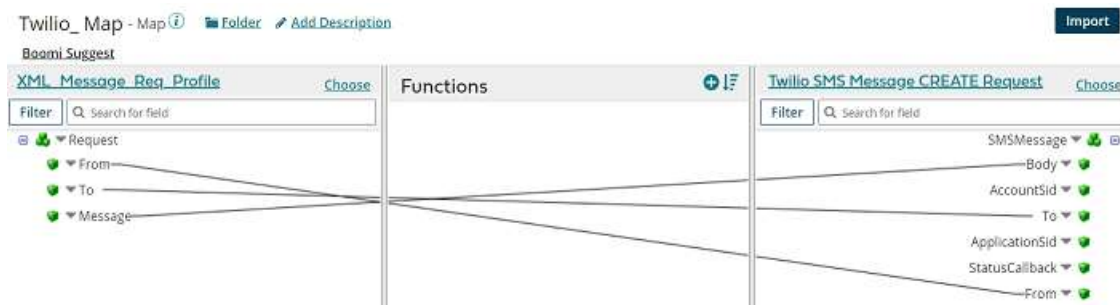 Twilio_ Map - Map i Folder Add Description
Import
Boomi Suggest
XML_Message_Req_Profile Choose
Functions
Twilio SMS Message CREATE Request Choose
Filter Search for field
Filter Search for field
Request
From
To
Message
SMSMessage
Body
AccountSid
To
ApplicationSid
StatusCallback
From